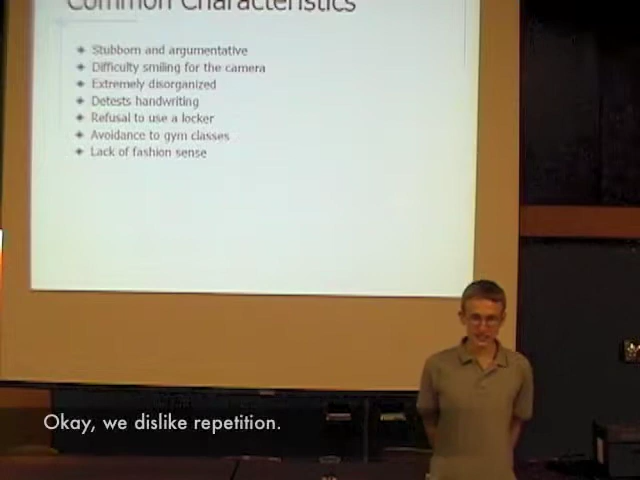 Common Characteristics
Stubborn and argumentative
Difficulty smiling for the camera
Extremely disorganized
Detests handwriting
Refusal to use a locker
Avoidance to gym classes
Lack of fashion sense
Okay, we dislike repetition.